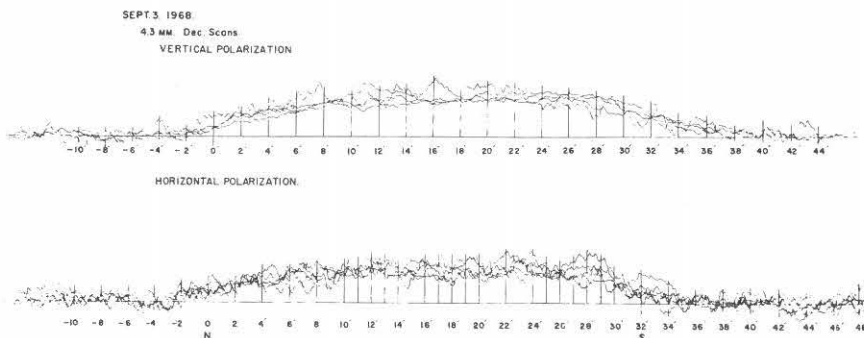 SEPT. 3, 1968.
4.3 MM. Dec. Scans.
VERTICAL POLARIZATION
-10° -8° -6° -4° -2° 0 2° 4° 6° 8° 10° 12° 14° 16° 18° 20° 22° 24° 26° 28° 30° 32° 34° 36° 38° 40° 42° 44°
HORIZONTAL POLARIZATION.
-10° -8° -6° -4° -2° 0 2° 4° 6° 8° 10° 12° 14° 16° 18° 20° 22° 24° 26° 28° 30° 32° 34° 36° 38° 40° 42° 44° 46° 48
N S